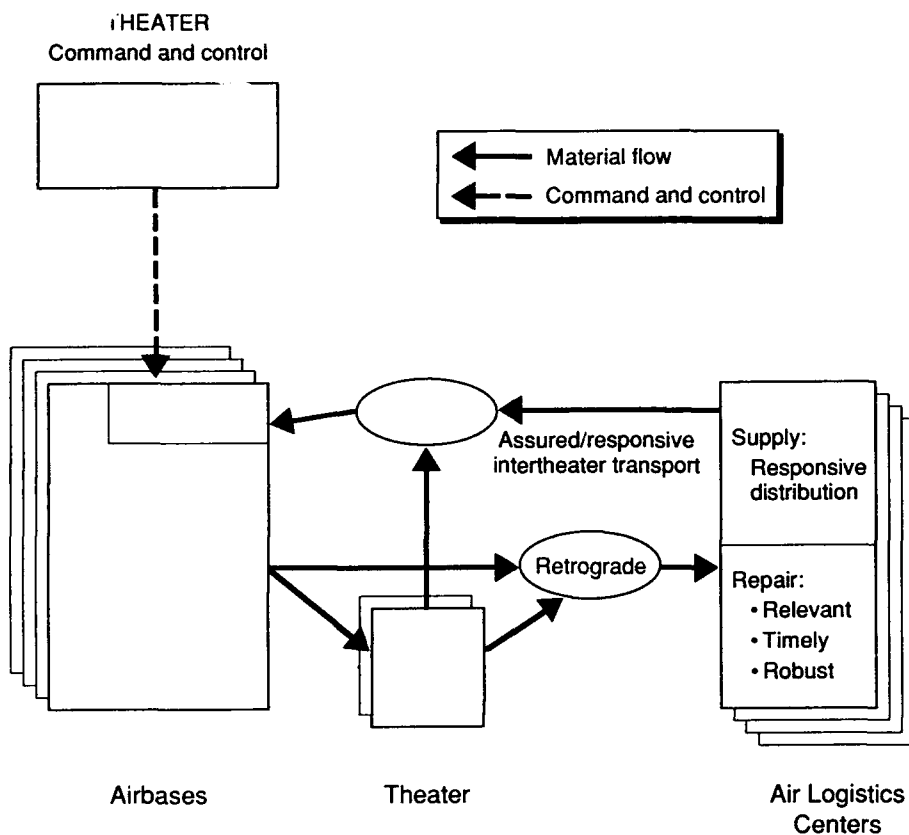 THEATER
Command and control
Material flow
Command and control
Assured/responsive
intertheater transport
Supply:
Responsive
distribution
Retrograde
Repair:
• Relevant
• Timely
• Robust
Airbases
Theater
Air Logistics
Centers